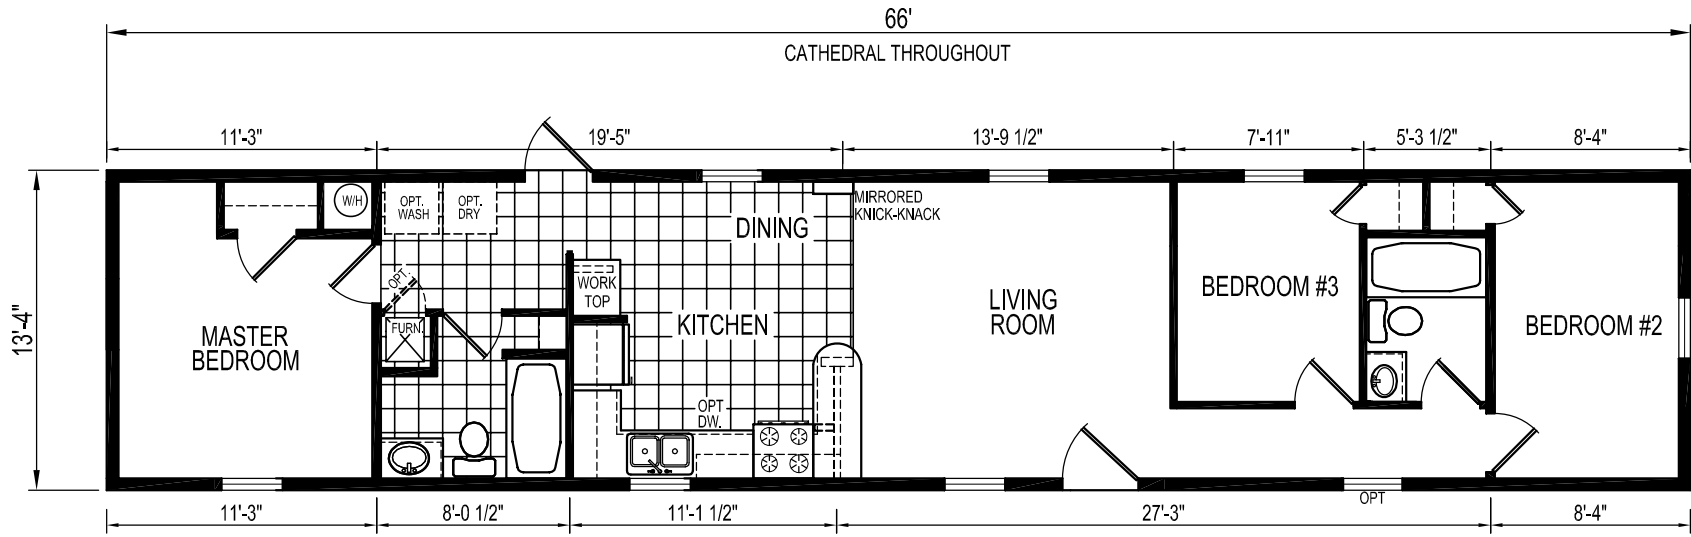 66'
CATHEDRAL THROUGHOUT
11'-3"
19'-5"
13'-9 1/2"
7'-11"
5'-3 1/2"
8'-4"
13'-4"
W/H
OPT.
WASH
OPT.
DRY
MIRRORED
KNICK-KNACK
DINING
OPT.
WORK
TOP
FURN.
MASTER
BEDROOM
KITCHEN
LIVING
ROOM
BEDROOM #3
BEDROOM #2
OPT
DW.
OPT
11'-3"
8'-0 1/2"
11'-1 1/2"
27'-3"
8'-4"